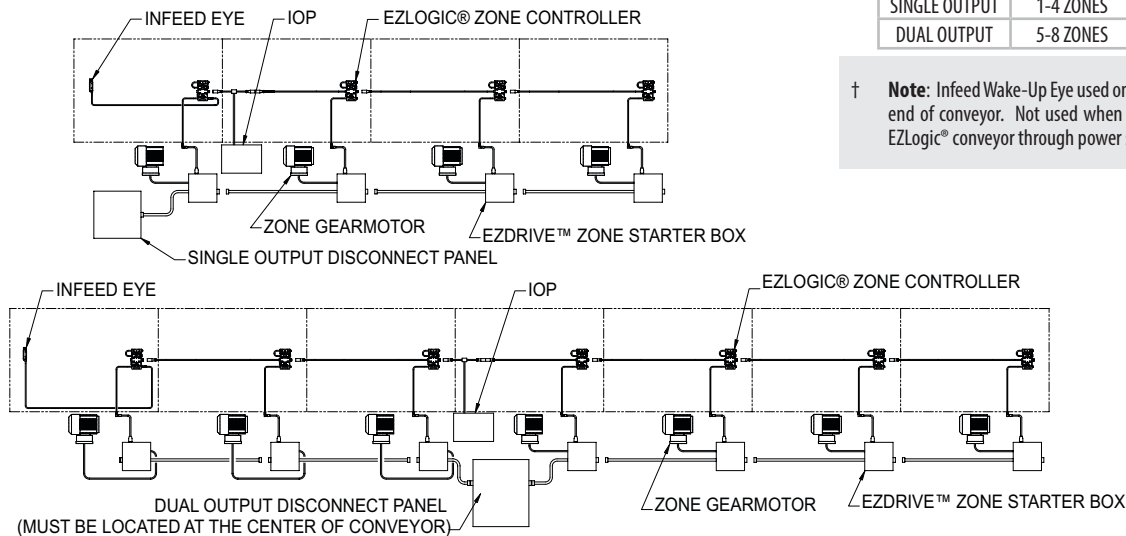 INFEED EYE
IOP
EZLOGIC® ZONE CONTROLLER
ZONE GEARMOTOR
EZDRIVE™ ZONE STARTER BOX
SINGLE OUTPUT DISCONNECT PANEL
SINGLE OUTPUT 1-4 ZONES
DUAL OUTPUT 5-8 ZONES
† Note: Infeed Wake-Up Eye used
end of conveyor. Not used when
EZLogic® conveyor through power
INFEED EYE
IOP
EZLOGIC® ZONE CONTROLLER
DUAL OUTPUT DISCONNECT PANEL
(MUST BE LOCATED AT THE CENTER OF CONVEYOR)
ZONE GEARMOTOR
EZDRIVE™ ZONE STARTER BOX